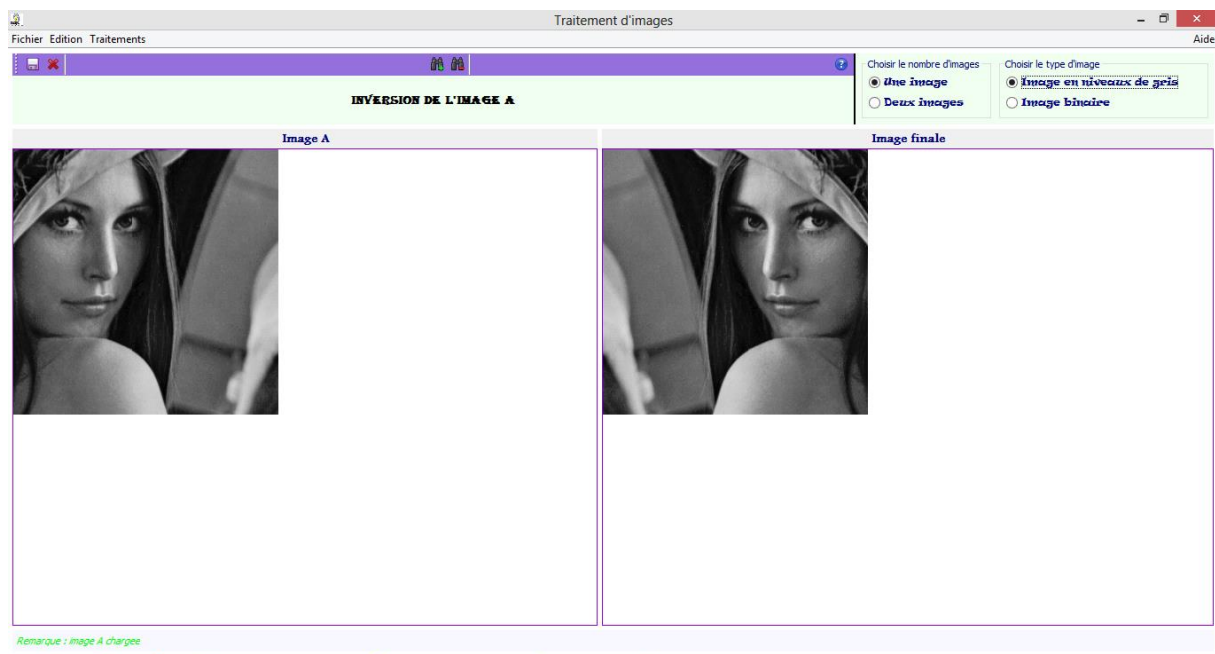 Traitement d'images
Fichier Edition Traitements Aide
Choisir le nombre d'images
Une image
Deux images
Choisir le type d'image
Image en niveaux de gris
Image binaire
INVERSION DE L'IMAGE A
Image A
Image finale
Remarque : image A chargee